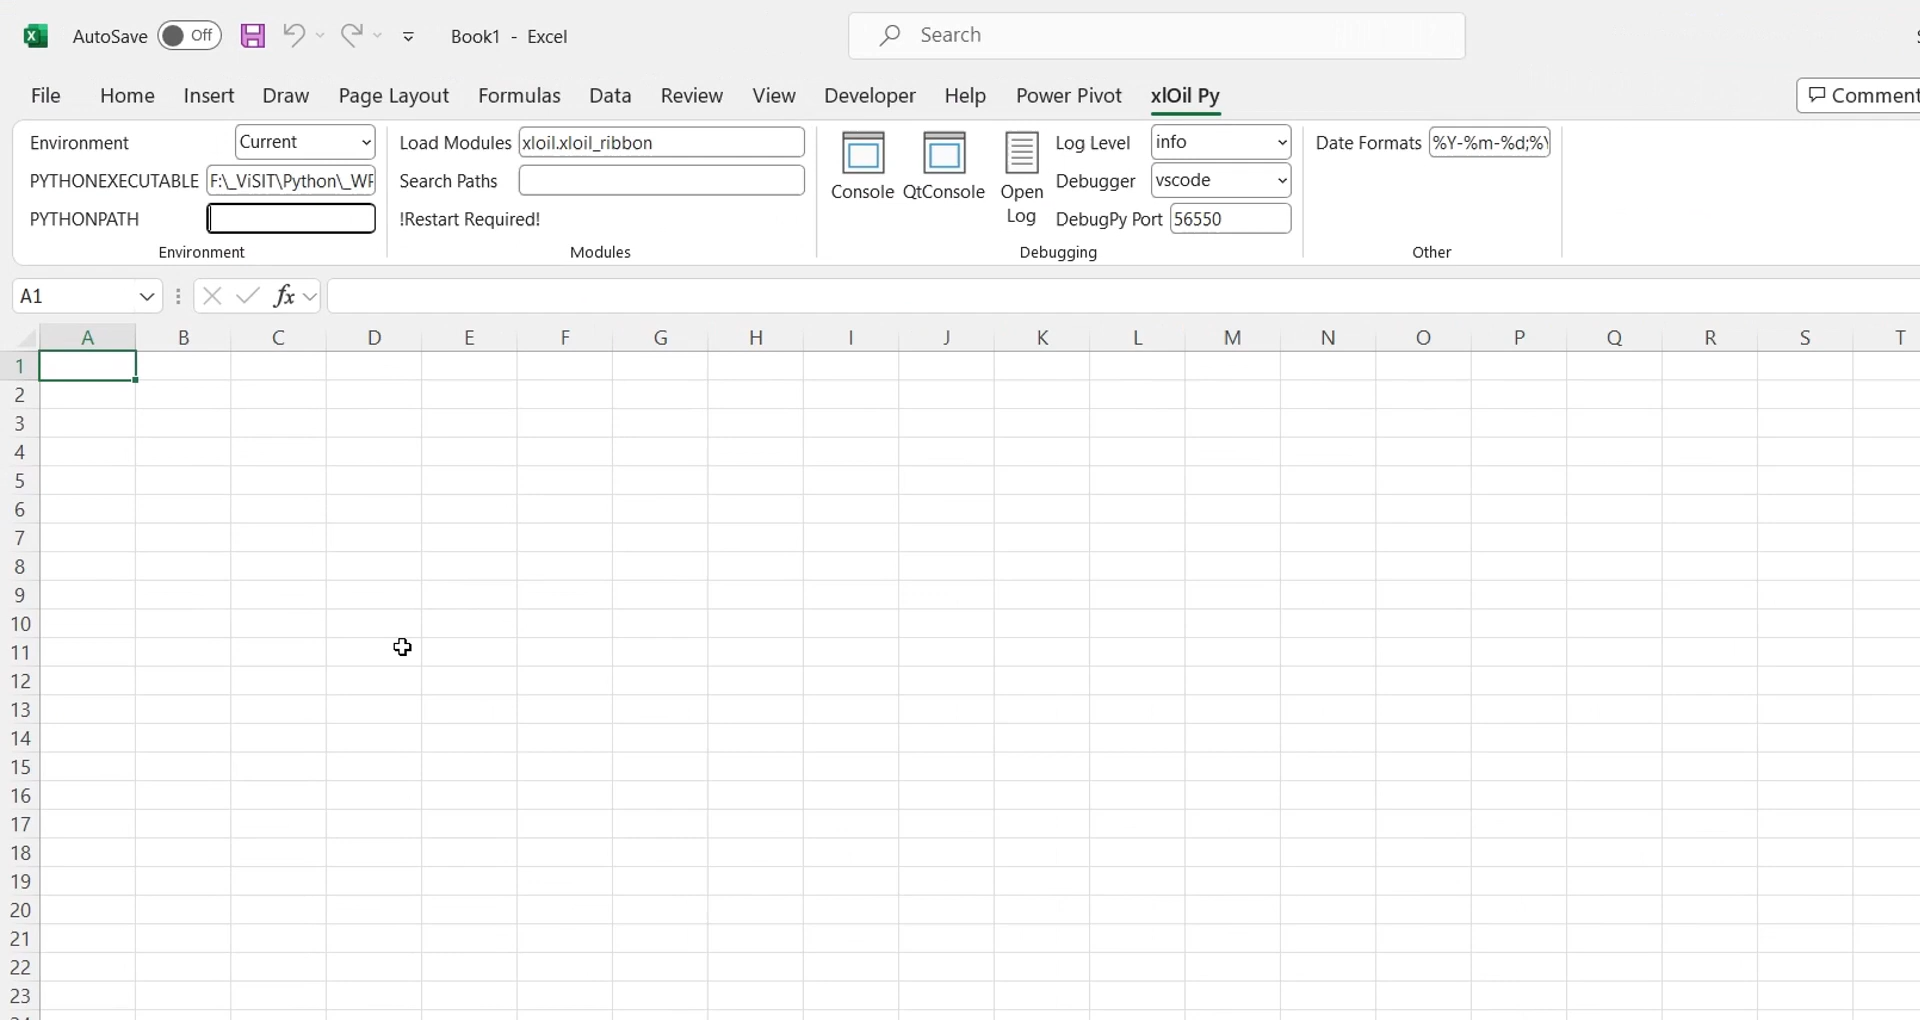 AutoSave Off Book1 - Excel Search
File Home Insert Draw Page Layout Formulas Data Review View Developer Help Power Pivot xlOil Py Comment
Environment Current Load Modules xloil.xloil_ribbon Log Level info Date Formats %Y-%m-%d;%Y
PYTHONEXECUTABLE F:\_ViSIT\Python\_WF Search Paths Console QtConsole Open Log Debugger vscode
PYTHONPATH !Restart Required! DebugPy Port 56550
Environment Modules Debugging Other
A1 fx
A B C D E F G H I J K L M N O P Q R S T
1
2
3
4
5
6
7
8
9
10
11
12
13
14
15
16
17
18
19
20
21
22
23